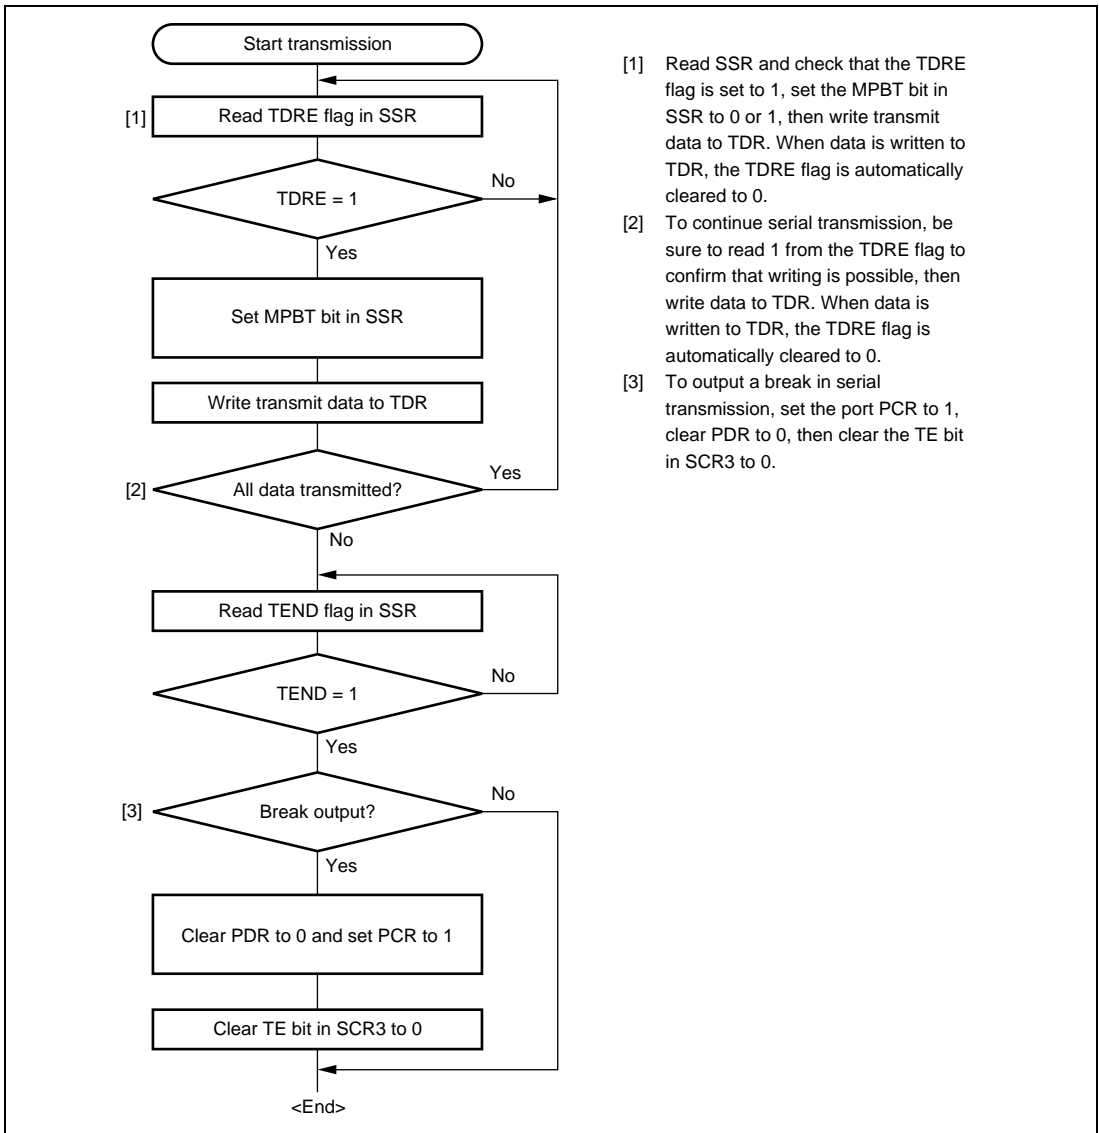 Start transmission
[1]
Read TDRE flag in SSR
TDRE = 1
No
Yes
Set MPBT bit in SSR
Write transmit data to TDR
[2]
All data transmitted?
Yes
No
Read TEND flag in SSR
TEND = 1
No
Yes
[3]
Break output?
No
Yes
Clear PDR to 0 and set PCR to 1
Clear TE bit in SCR3 to 0
<End>
[1] Read SSR and check that the TDRE
flag is set to 1, set the MPBT bit in
SSR to 0 or 1, then write transmit
data to TDR. When data is written to
TDR, the TDRE flag is automatically
cleared to 0.
[2] To continue serial transmission, be
sure to read 1 from the TDRE flag to
confirm that writing is possible, then
write data to TDR. When data is
written to TDR, the TDRE flag is
automatically cleared to 0.
[3] To output a break in serial
transmission, set the port PCR to 1,
clear PDR to 0, then clear the TE bit
in SCR3 to 0.